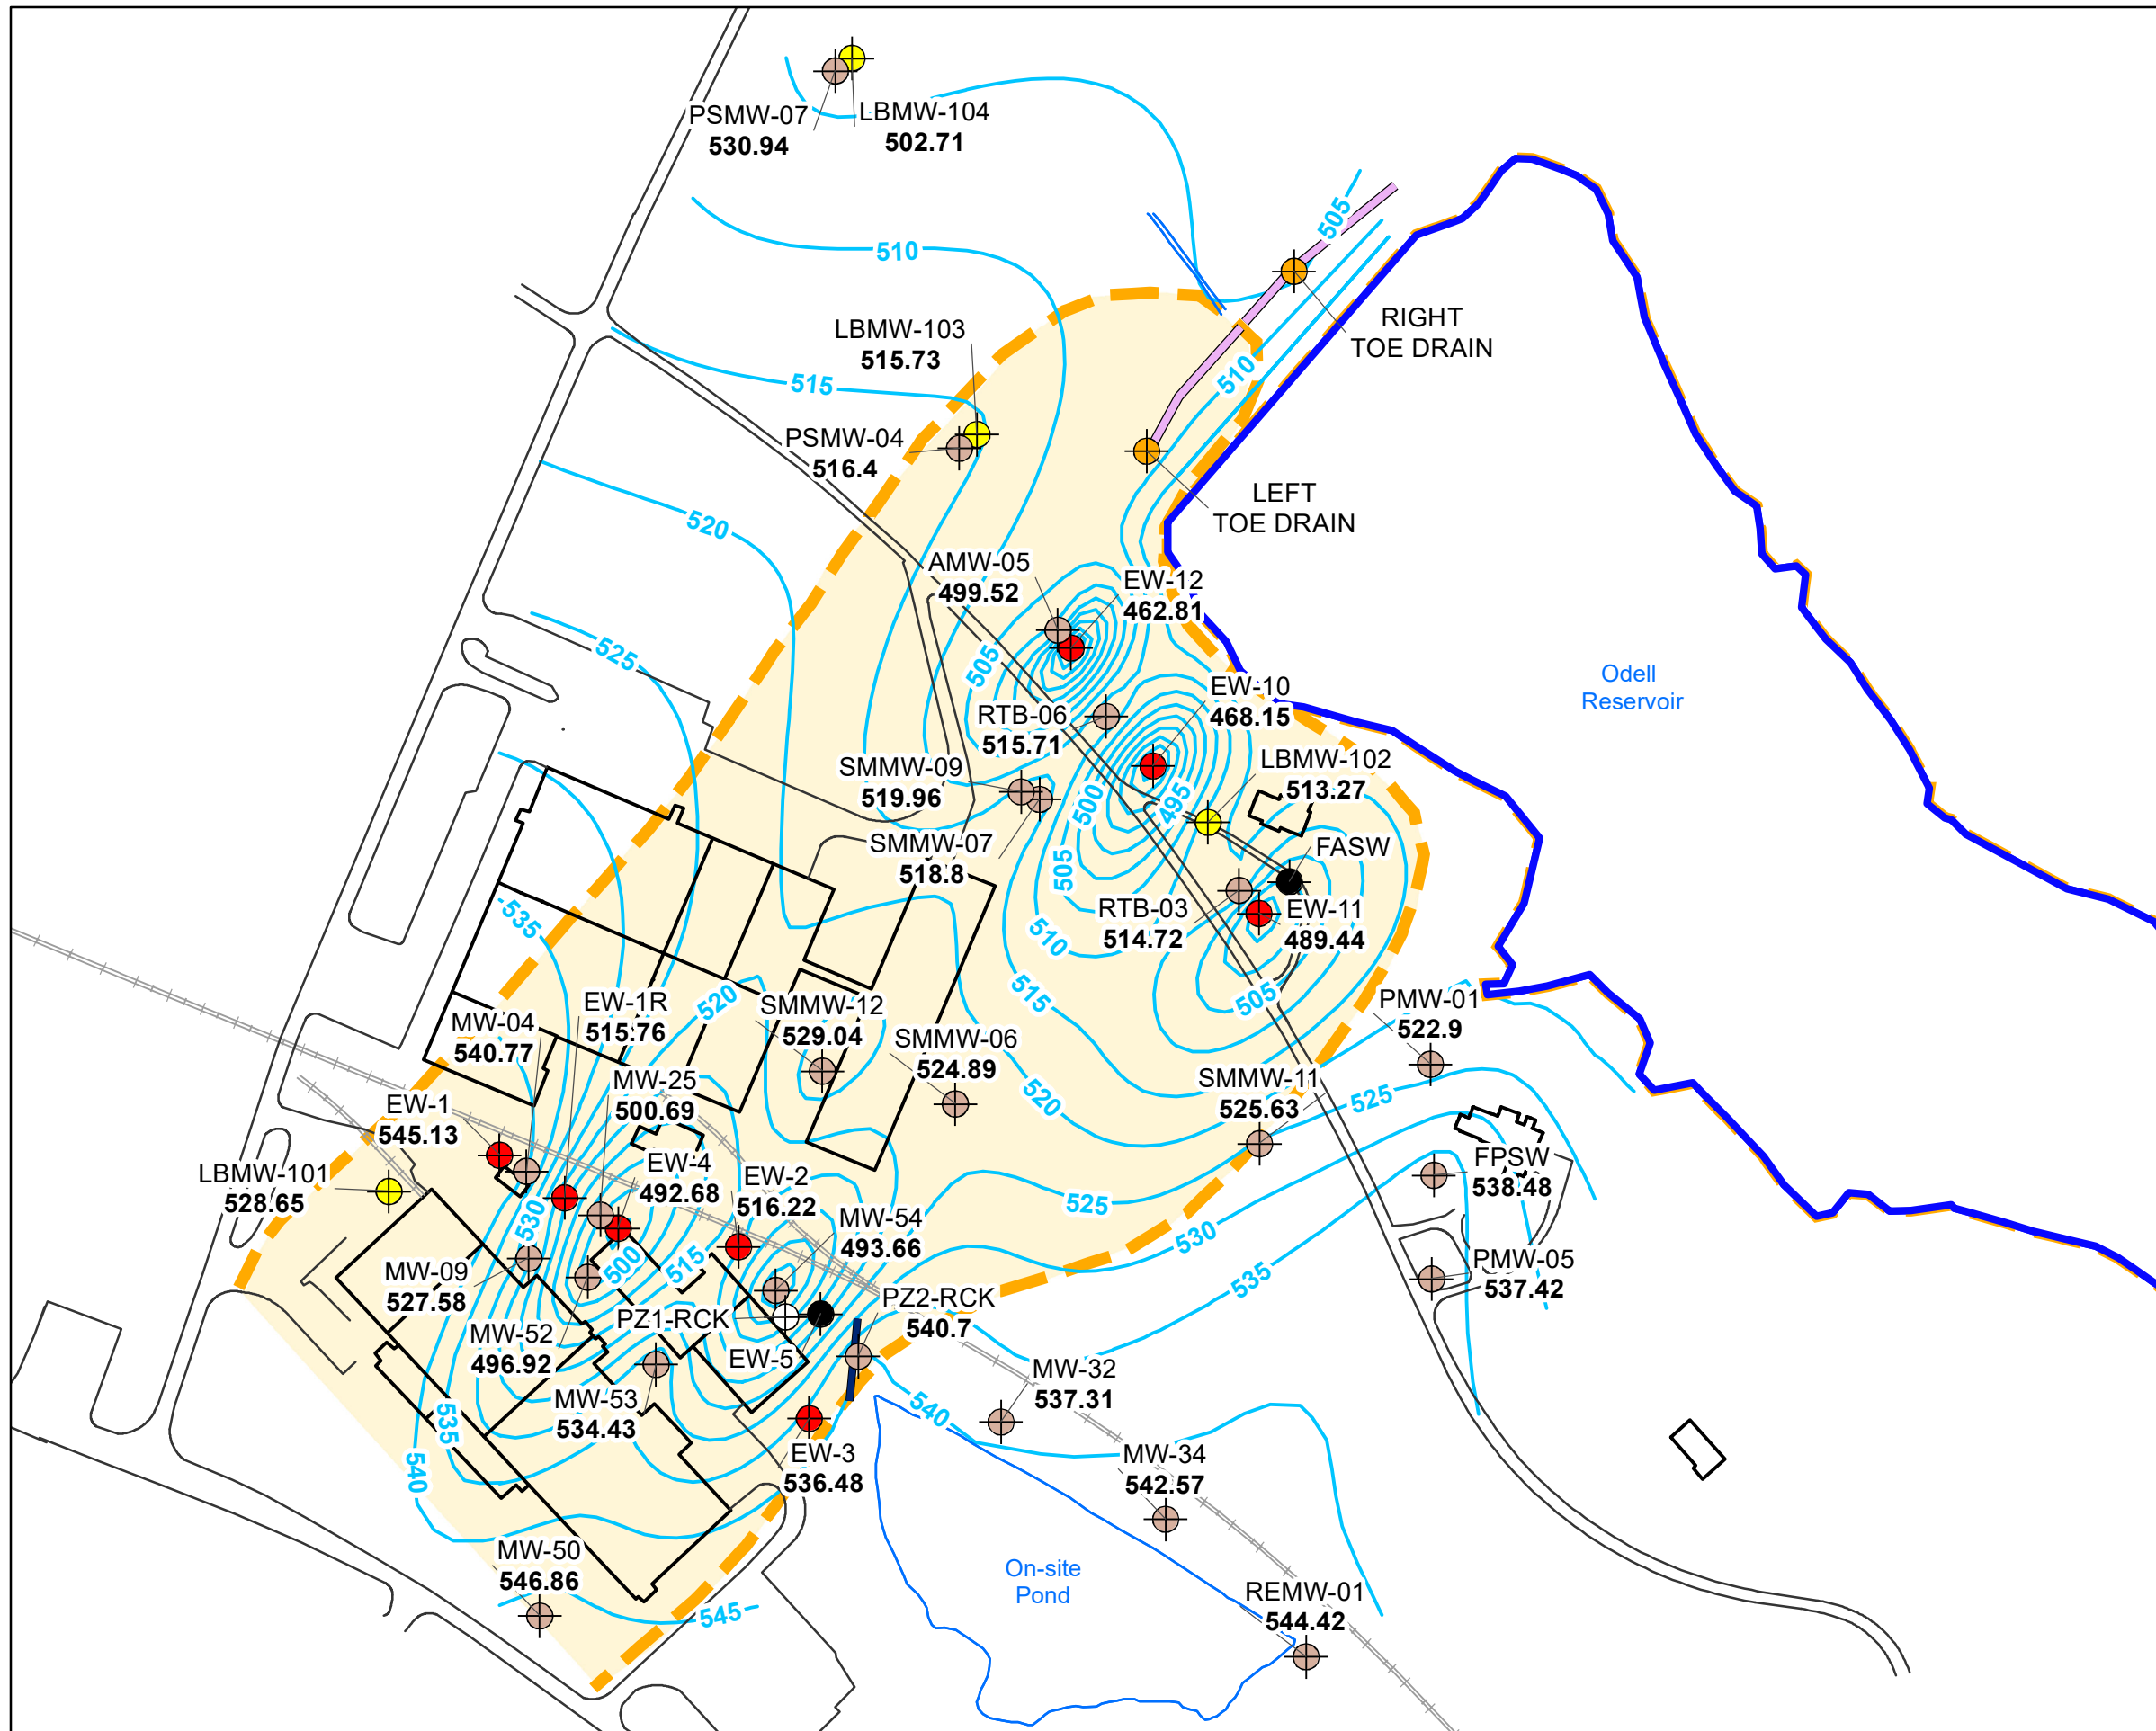 PSMW-07
530.94
LBMW-104
502.71
505
510
RIGHT
TOE DRAIN
LBMW-103
515.73
510
515
PSMW-04
516.4
LEFT
TOE DRAIN
520
AMW-05
499.52
EW-12
462.81
525
505
Odell
Reservoir
EW-10
468.15
RTB-06
515.71
SMMW-09
519.96
LBMW-102
513.27
500
495
SMMW-07
518.8
FASW
505
535
RTB-03
514.72
EW-11
489.44
510
515
505
520
EW-1R
515.76
SMMW-12
529.04
PMW-01
522.9
MW-04
540.77
SMMW-06
524.89
MW-25
500.69
SMMW-11
525.63
520
525
EW-1
545.13
LBMW-101
528.65
EW-4
492.68
EW-2
516.22
FPSW
538.48
525
530
MW-54
493.66
530
500
515
535
MW-09
527.58
PMW-05
537.42
PZ2-RCK
540.7
PZ1-RCK
MW-52
496.92
EW-5
MW-32
537.31
MW-53
534.43
540
535
540
EW-3
536.48
MW-34
542.57
MW-50
546.86
On-site
Pond
545
REMW-01
544.42